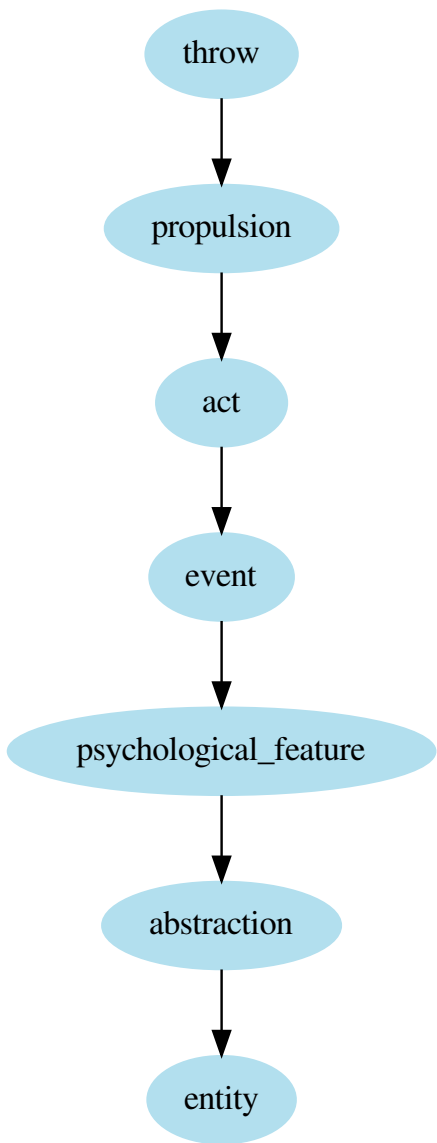 throw
propulsion
act
event
psychological_feature
abstraction
entity